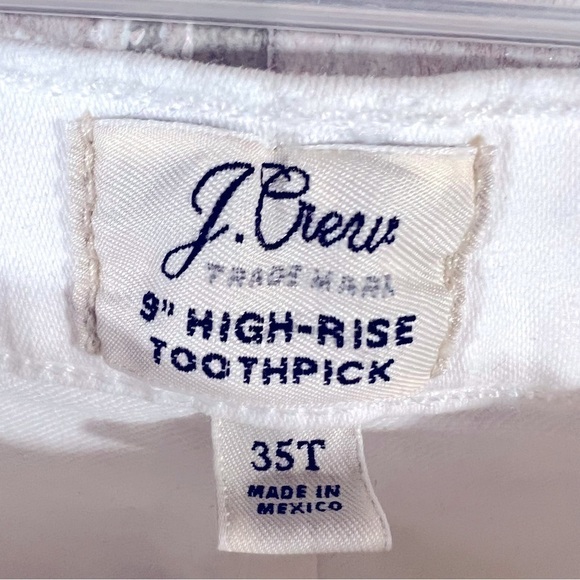 J.Crew
TRADE MARK
9" HIGH-RISE
TOOTHPICK
35T
MADE IN
MEXICO